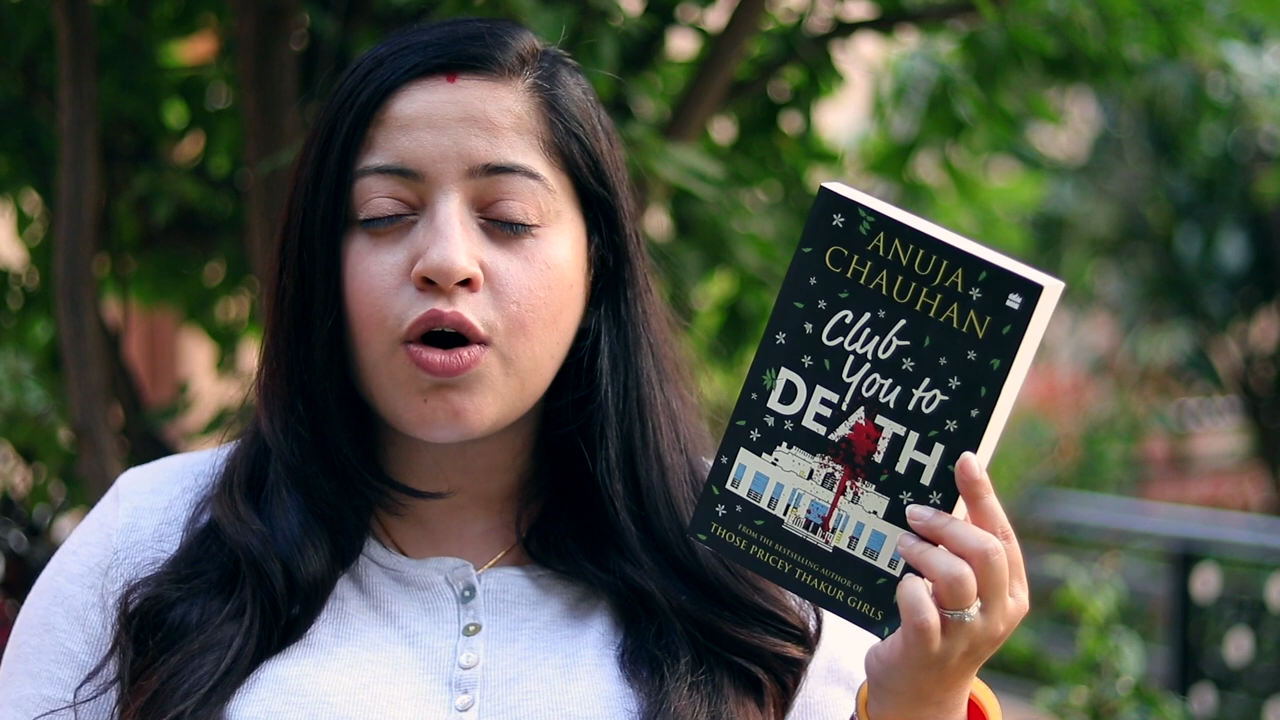 ANUJA
CHAUHAN
Club
You to
DEATH
FROM THE BESTSELLING AUTHOR OF
THOSE PRICEY THAKUR GIRLS